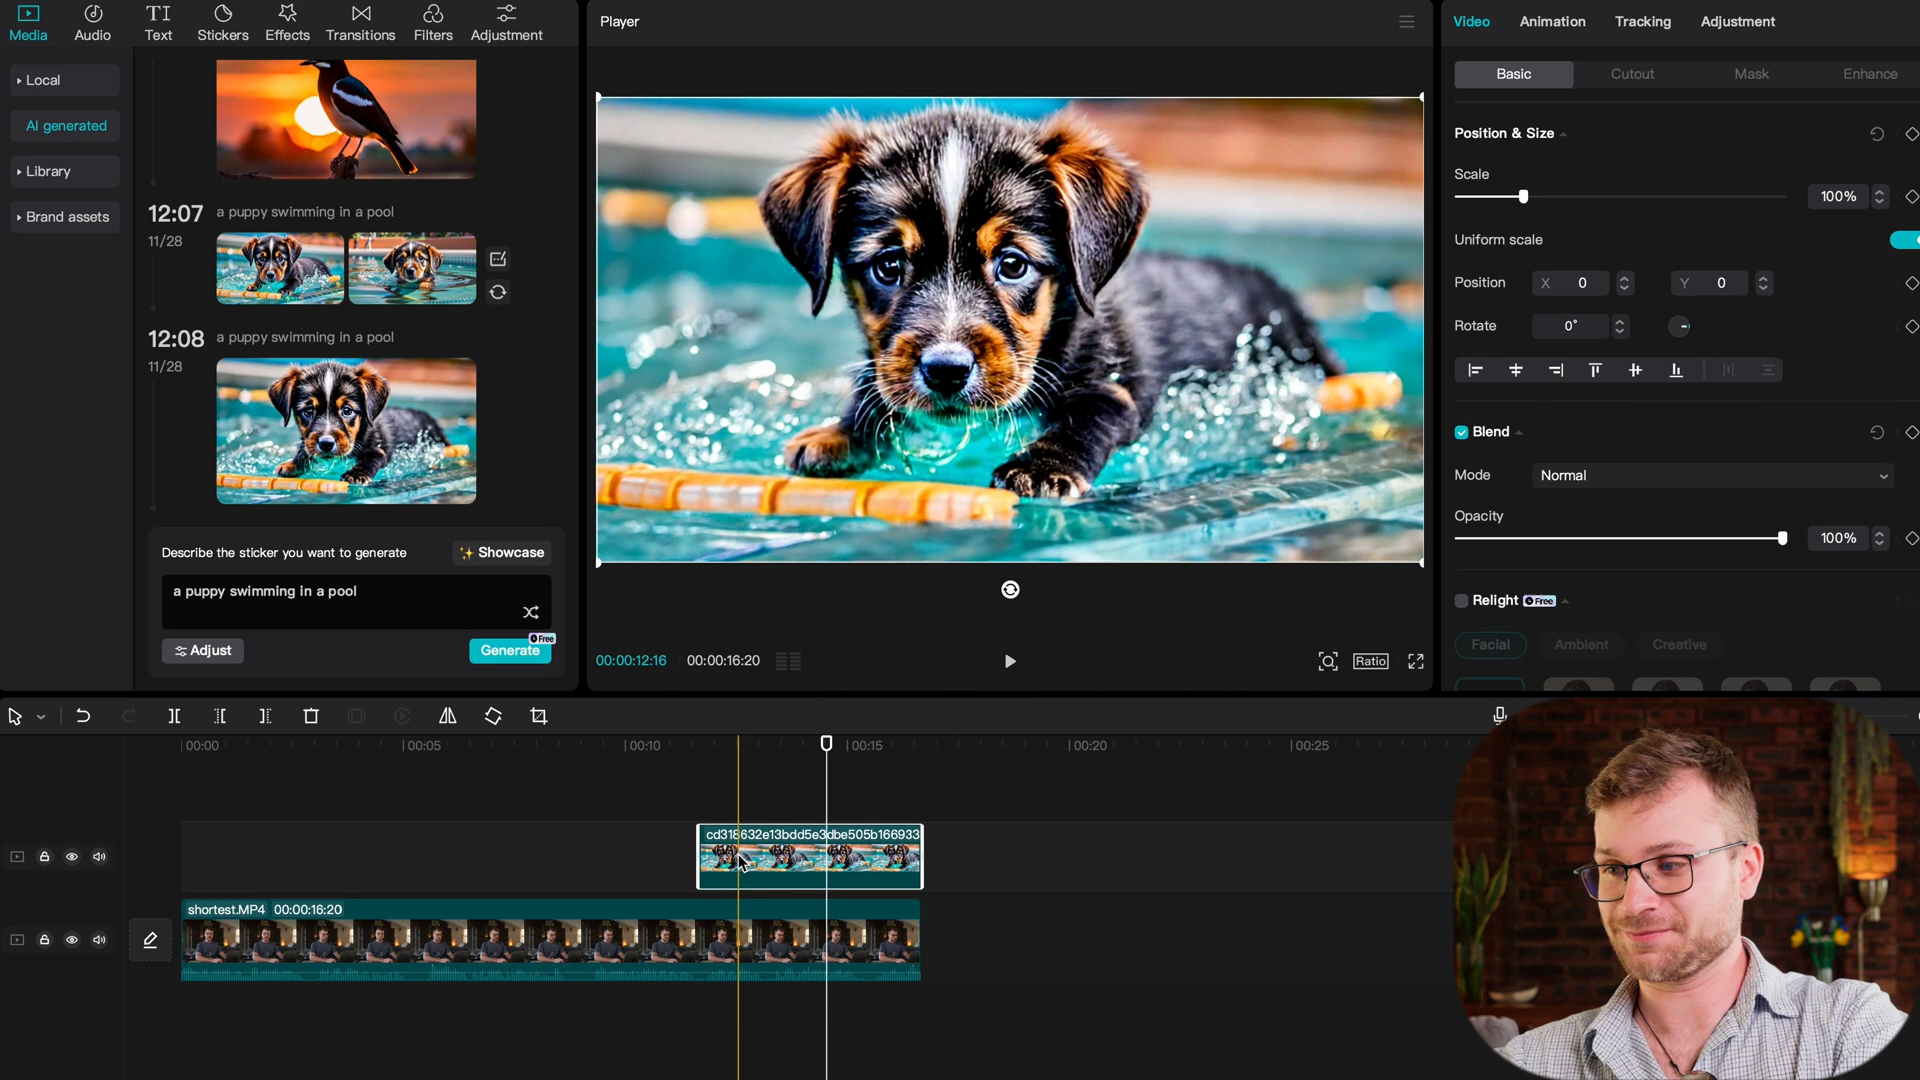 Media
Audio
Text
Stickers
Effects
Transitions
Filters
Adjustment
Local
AI generated
Library
Brand assets
12:07
11/28
a puppy swimming in a pool
12:08
11/28
a puppy swimming in a pool
Describe the sticker you want to generate
Showcase
a puppy swimming in a pool
Adjust
Free
Generate
Player
00:00:12:16 / 00:00:16:20
Ratio
Video
Animation
Tracking
Adjustment
Basic
Cutout
Mask
Enhance
Position & Size
Scale
100%
Uniform scale
Position
X 0
Y 0
Rotate
0°
Blend
Mode
Normal
Opacity
100%
Relight Free
Facial
Ambient
Creative
00:00
00:05
00:10
00:15
00:20
00:25
cd318632e13bdd5e3dbe505b166933
shortest.MP4 00:00:16:20